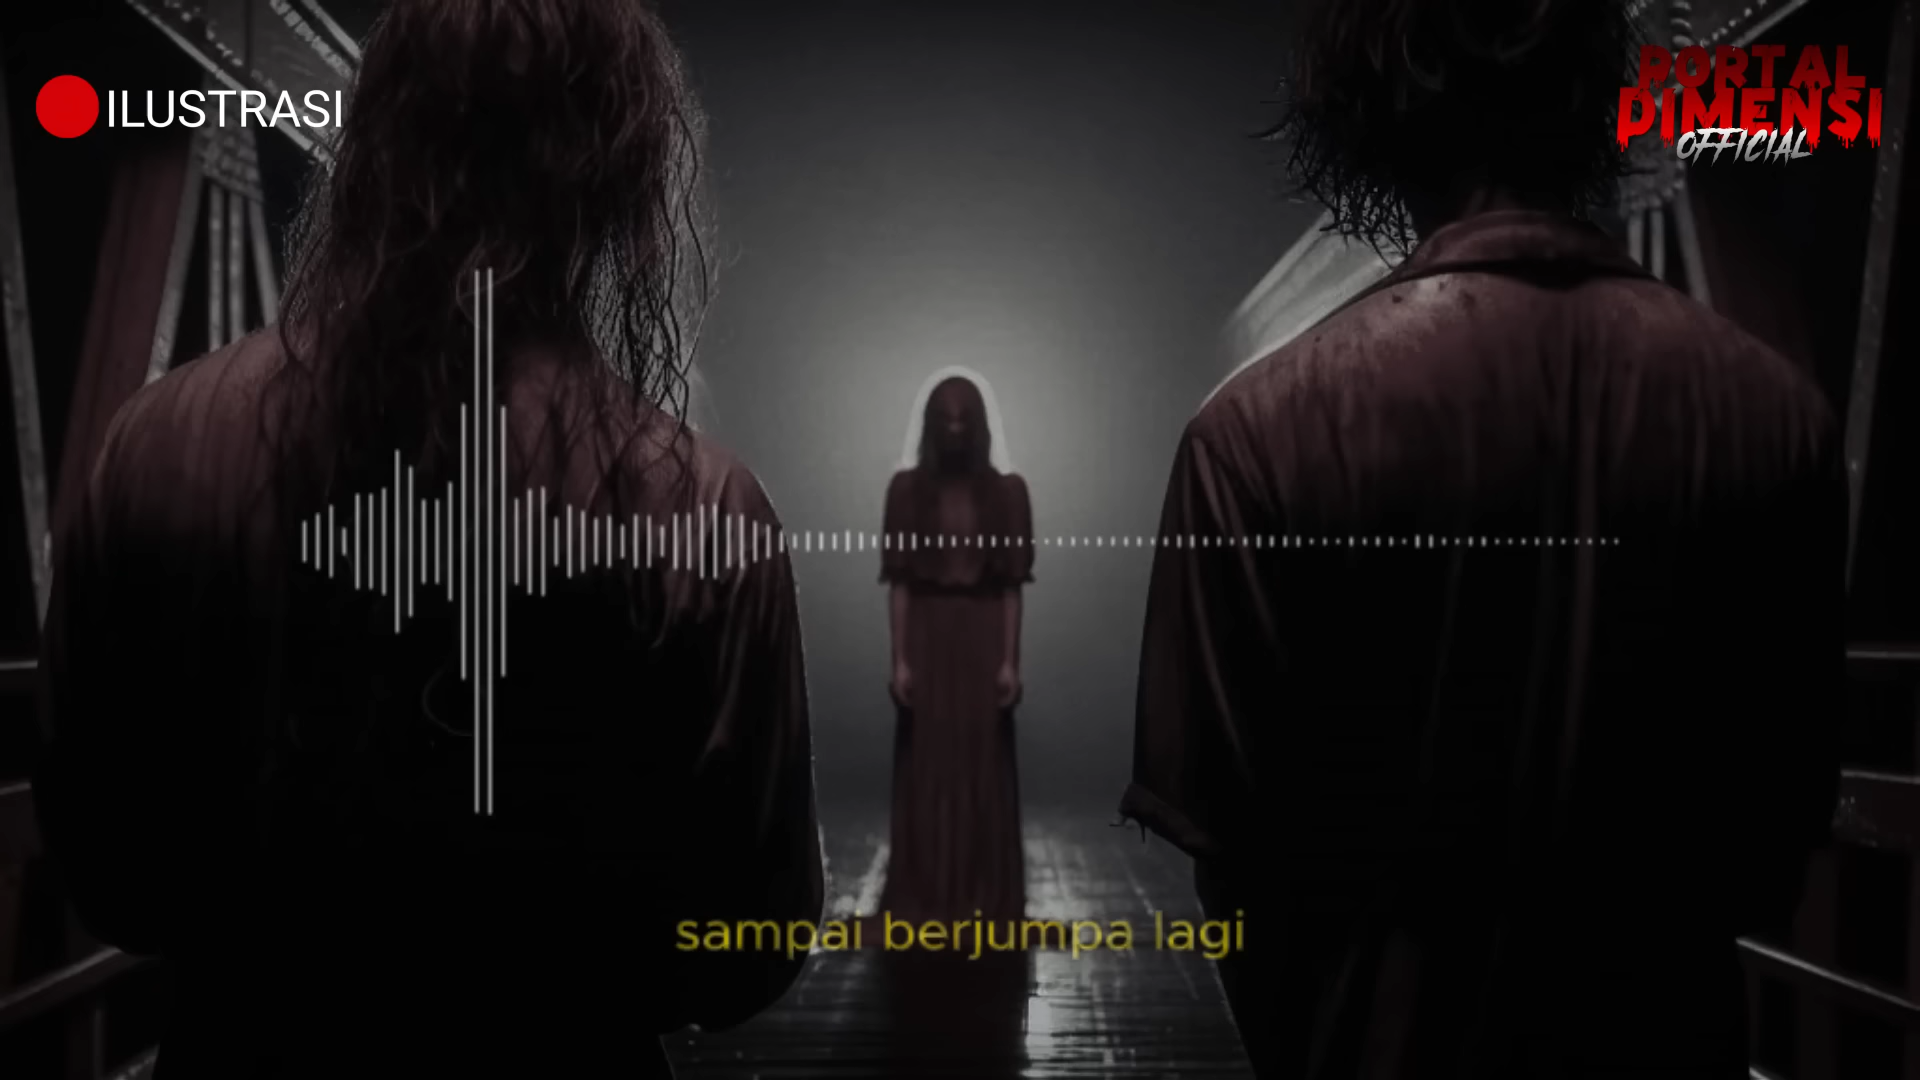 ILUSTRASI
PORTAL
DIMENSI
OFFICIAL
sampai berjumpa lagi